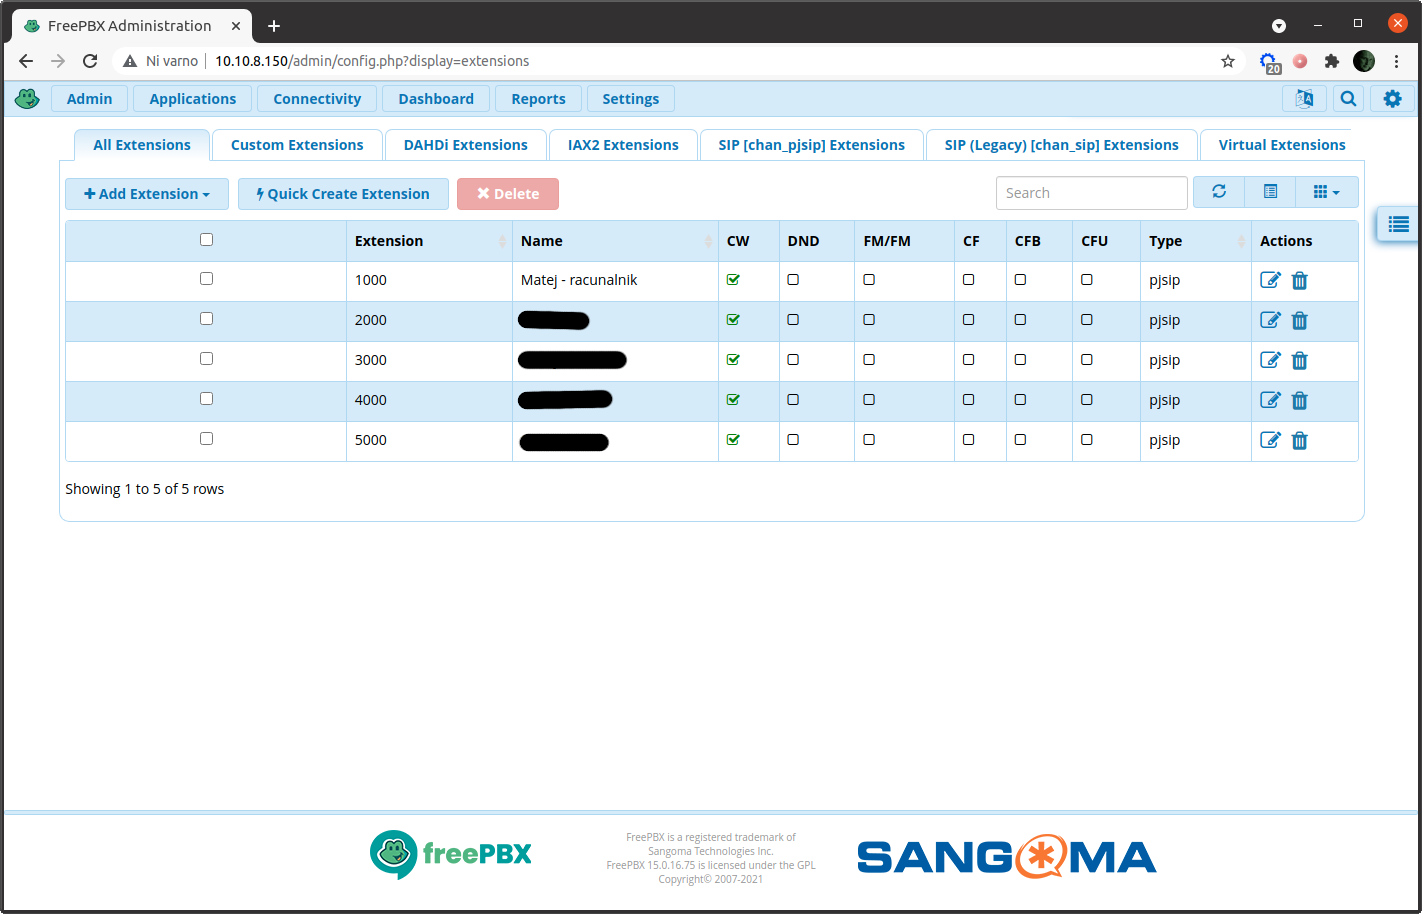 FreePBX Administration
Ni varno 10.10.8.150/admin/config.php?display=extensions
20
Admin Applications Connectivity Dashboard Reports Settings
All Extensions Custom Extensions DAHDi Extensions IAX2 Extensions SIP [chan_pjsip] Extensions SIP (Legacy) [chan_sip] Extensions Virtual Extensions
Add Extension Quick Create Extension Delete Search
Extension Name CW DND FM/FM CF CFB CFU Type Actions
1000 Matej - racunalnik pjsip
2000 pjsip
3000 pjsip
4000 pjsip
5000 pjsip
Showing 1 to 5 of 5 rows
freePBX
FreePBX is a registered trademark of
Sangoma Technologies Inc.
FreePBX 15.0.16.75 is licensed under the GPL
Copyright© 2007-2021
SANGOMA